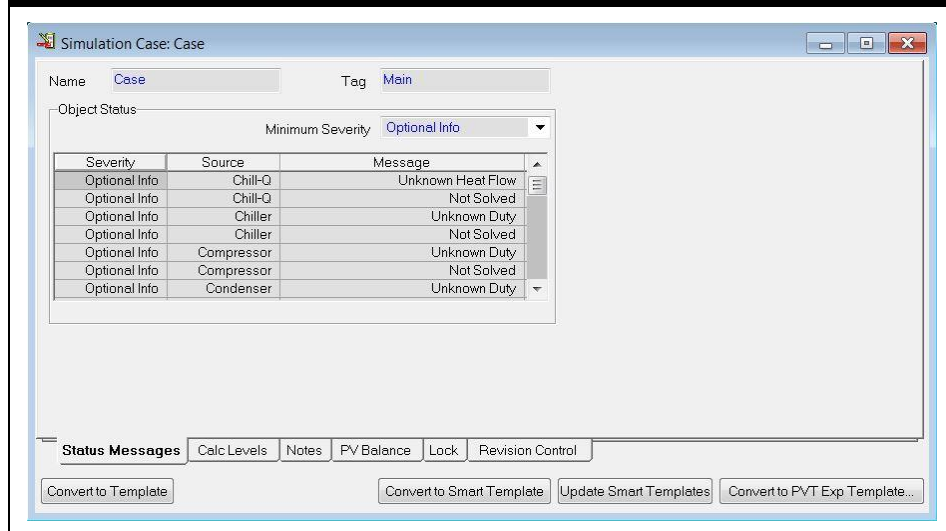 Simulation Case: Case
Name Case Tag Main
Object Status
Minimum Severity Optional Info
Severity Source Message
Optional Info Chill-Q Unknown Heat Flow
Optional Info Chill-Q Not Solved
Optional Info Chiller Unknown Duty
Optional Info Chiller Not Solved
Optional Info Compressor Unknown Duty
Optional Info Compressor Not Solved
Optional Info Condenser Unknown Duty
Status Messages Calc Levels Notes PV Balance Lock Revision Control
Convert to Template Convert to Smart Template Update Smart Templates Convert to PVT Exp Template...